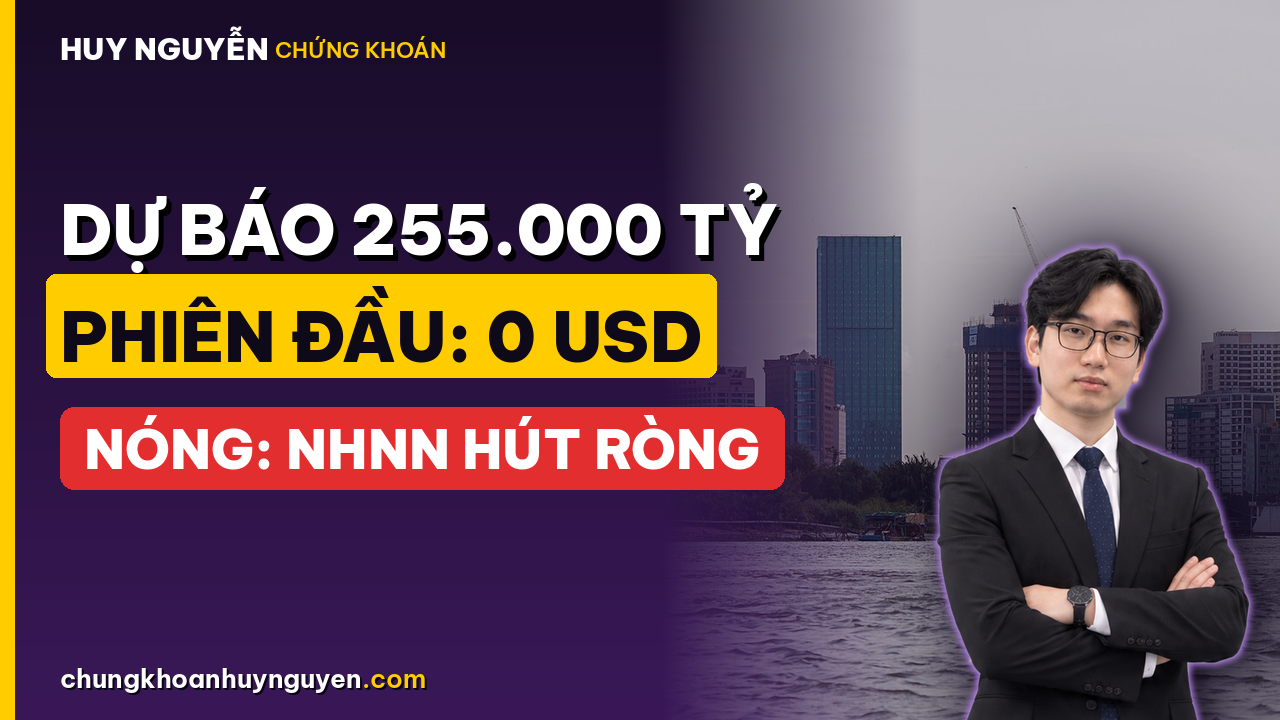 HUY NGUYỄN CHỨNG KHOÁN
DỰ BÁO 255.000 TỶ
PHIÊN ĐẦU: 0 USD
NÓNG: NHNN HÚT RÒNG
chungkhoanhuynguyen.com